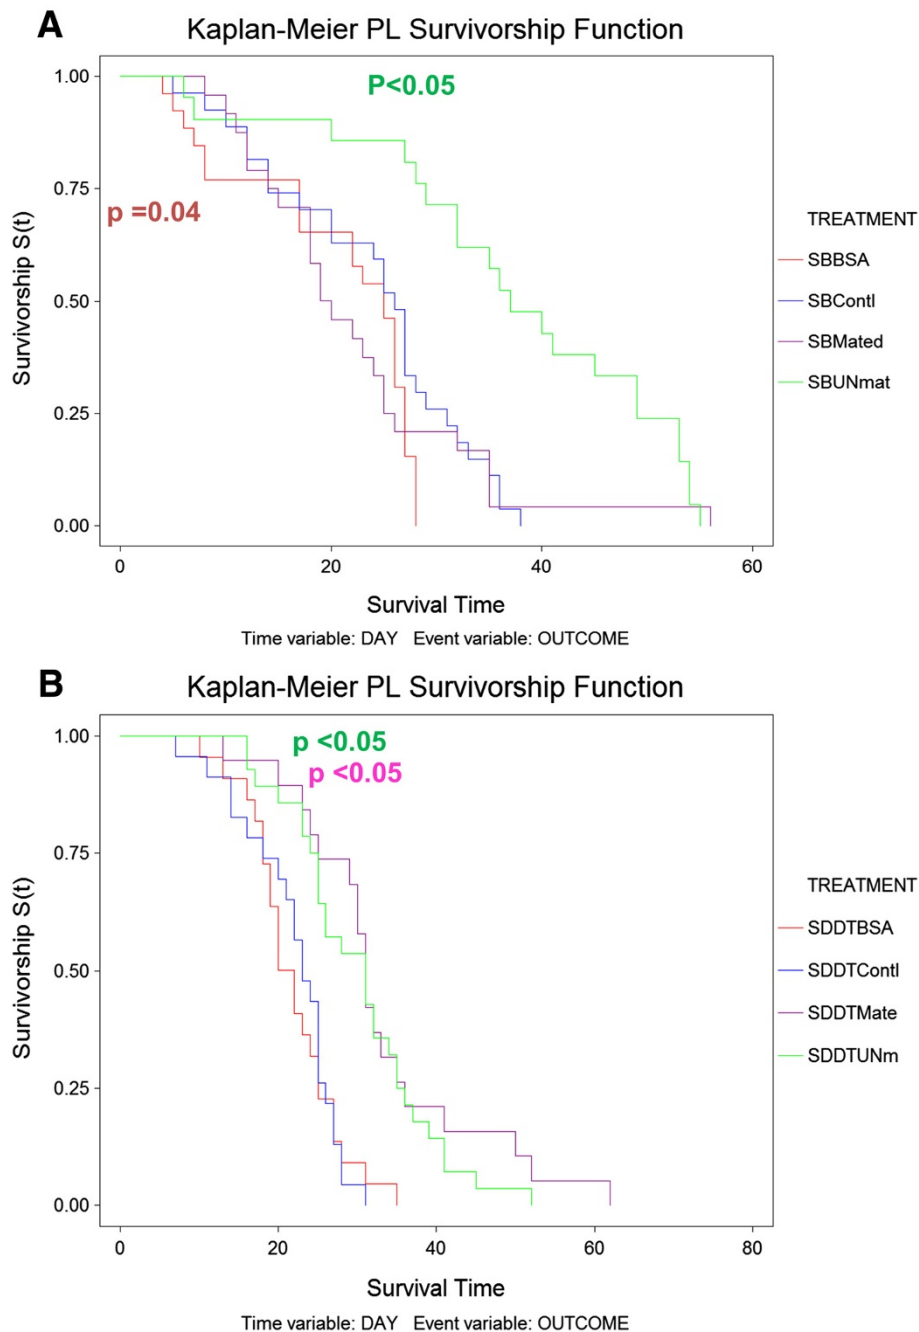 A
Kaplan-Meier PL Survivorship Function
P<0.05
1.00
0.75
p =0.04
0.50
0.25
0.00
Survivorship S(t)
TREATMENT
SBBSA
SBContl
SBMated
SBUNmat
0 20 40 60
Survival Time
Time variable: DAY Event variable: OUTCOME
B
Kaplan-Meier PL Survivorship Function
p <0.05
p <0.05
1.00
0.75
0.50
0.25
0.00
Survivorship S(t)
TREATMENT
SDDTBSA
SDDTContl
SDDTMate
SDDTUNm
0 20 40 60 80
Survival Time
Time variable: DAY Event variable: OUTCOME